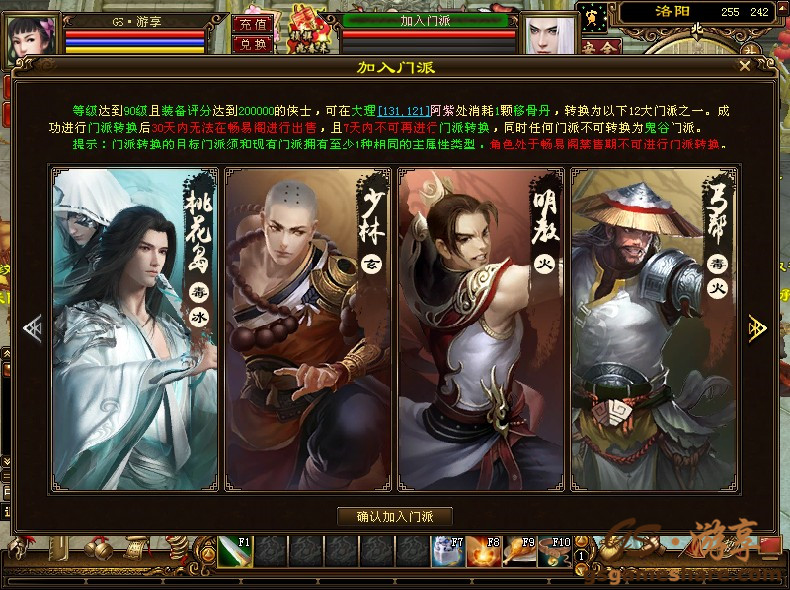 GS·游享
充值
兑换
加入门派
洛阳
255 242
北
安全
加入门派
等级达到90级且装备评分达到200000的侠士，可在大理[131,121]阿紫处消耗1颗移骨丹，转换为以下12大门派之一。成
功进行门派转换后30天内无法在畅易阁进行出售，且7天内不可再进行门派转换，同时任何门派不可转换为鬼谷门派。
提示：门派转换的目标门派须和现有门派拥有至少1种相同的主属性类型。角色处于畅易阁禁售期不可进行门派转换。
桃花岛
毒
冰
少林
玄
明教
火
丐帮
毒
火
确认加入门派
F1
F7
F8
F9
F10
1
GS·游享